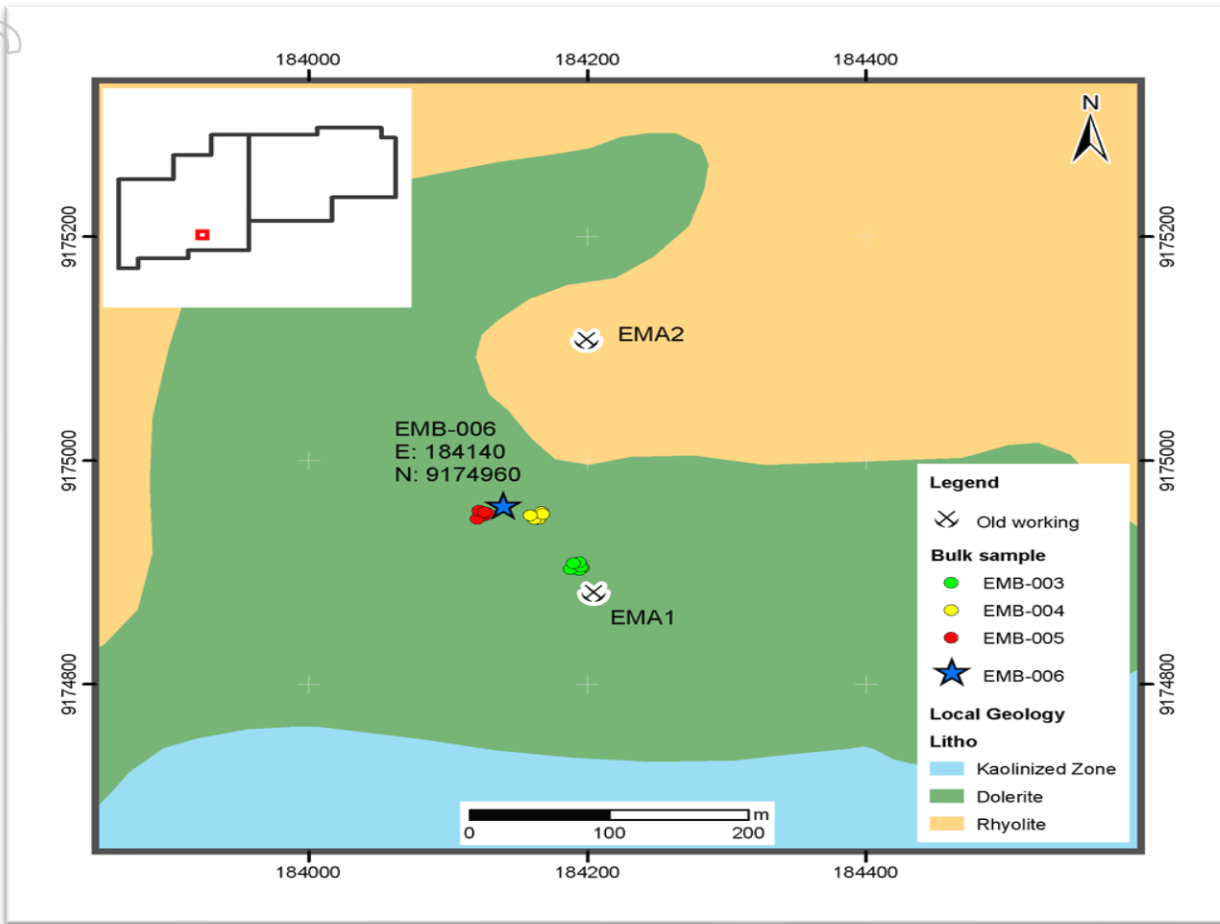 184000
184200
184400
N
9175200
9175200
EMA2
EMB-006
E: 184140
N: 9174960
9175000
9175000
EMA1
9174800
9174800
Legend
Old working
Bulk sample
EMB-003
EMB-004
EMB-005
EMB-006
Local Geology
Litho
Kaolinized Zone
Dolerite
Rhyolite
m
0 100 200
184000
184200
184400